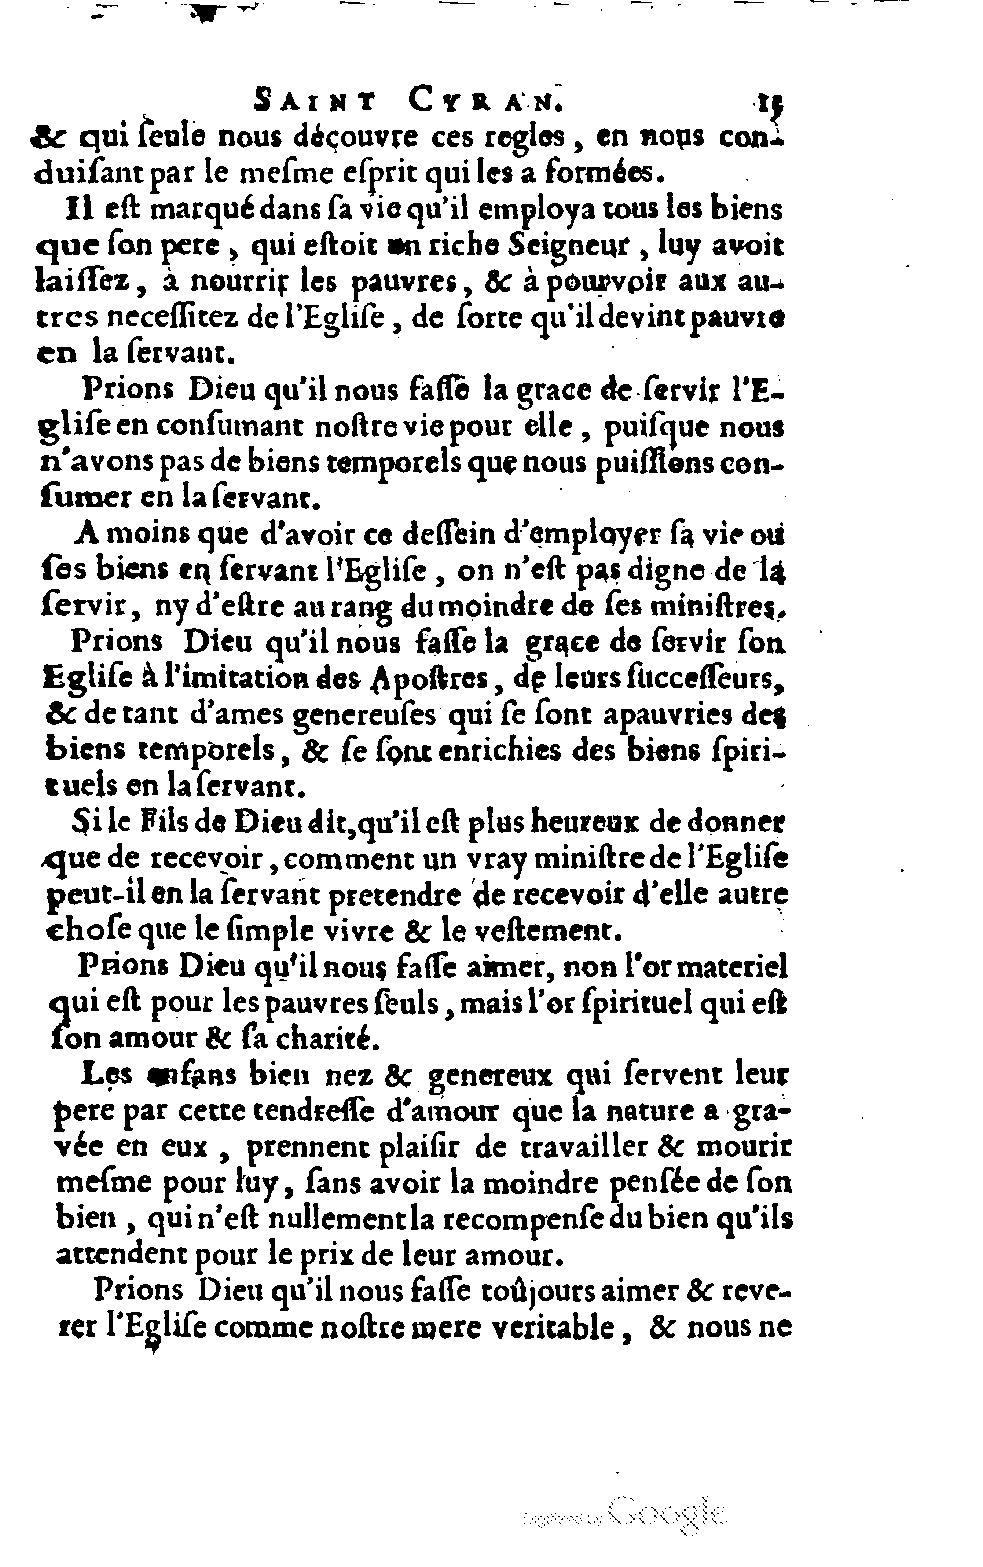 SAINT CYRAN. 15
& qui ſeule nous découvre ces regles, en nous con-
duiſant par le meſme eſprit qui les a formées.
Il eſt marqué dans ſa vie qu'il employa tous les biens
que ſon pere, qui eſtoit un riche Seigneur, luy avoit
laiſſez, à nourrir les pauvres, & à pourvoir aux au-
tres neceſſitez de l'Egliſe, de ſorte qu'il devint pauvre
en la ſervant.
Prions Dieu qu'il nous faſſe la grace de ſervir l'E-
gliſe en conſumant noſtre vie pour elle, puiſque nous
n'avons pas de biens temporels que nous puiſſions con-
ſumer en la ſervant.
A moins que d'avoir ce deſſein d'employer ſa vie ou
ſes biens en ſervant l'Egliſe, on n'eſt pas digne de la
ſervir, ny d'eſtre au rang du moindre de ſes miniſtres.
Prions Dieu qu'il nous faſſe la grace de ſervir ſon
Egliſe à l'imitation des Apoſtres, de leurs ſucceſſeurs,
& de tant d'ames genereuſes qui ſe ſont apauvries des
biens temporels, & ſe ſont enrichies des biens ſpiri-
tuels en la ſervant.
Si le Fils de Dieu dit, qu'il eſt plus heureux de donner
que de recevoir, comment un vray miniſtre de l'Egliſe
peut-il en la ſervant pretendre de recevoir d'elle autre
choſe que le ſimple vivre & le veſtement.
Prions Dieu qu'il nous faſſe aimer, non l'or materiel
qui eſt pour les pauvres ſeuls, mais l'or ſpirituel qui eſt
ſon amour & ſa charité.
Les enfans bien nez & genereux qui ſervent leur
pere par cette tendreſſe d'amour que la nature a gra-
vée en eux, prennent plaiſir de travailler & mourir
meſme pour luy, ſans avoir la moindre penſée de ſon
bien, qui n'eſt nullement la recompenſe du bien qu'ils
attendent pour le prix de leur amour.
Prions Dieu qu'il nous faſſe toûjours aimer & reve-
rer l'Egliſe comme noſtre mere veritable, & nous ne
Digitized by Google